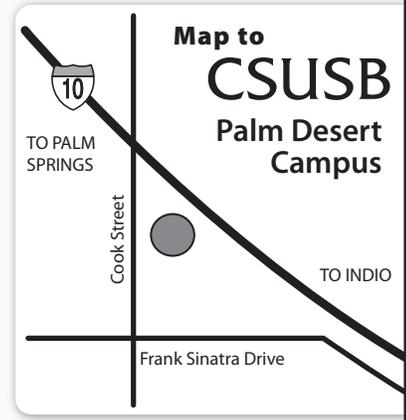 Map to
CSUSB
Palm Desert
Campus
10
TO PALM
SPRINGS
Cook Street
TO INDIO
Frank Sinatra Drive